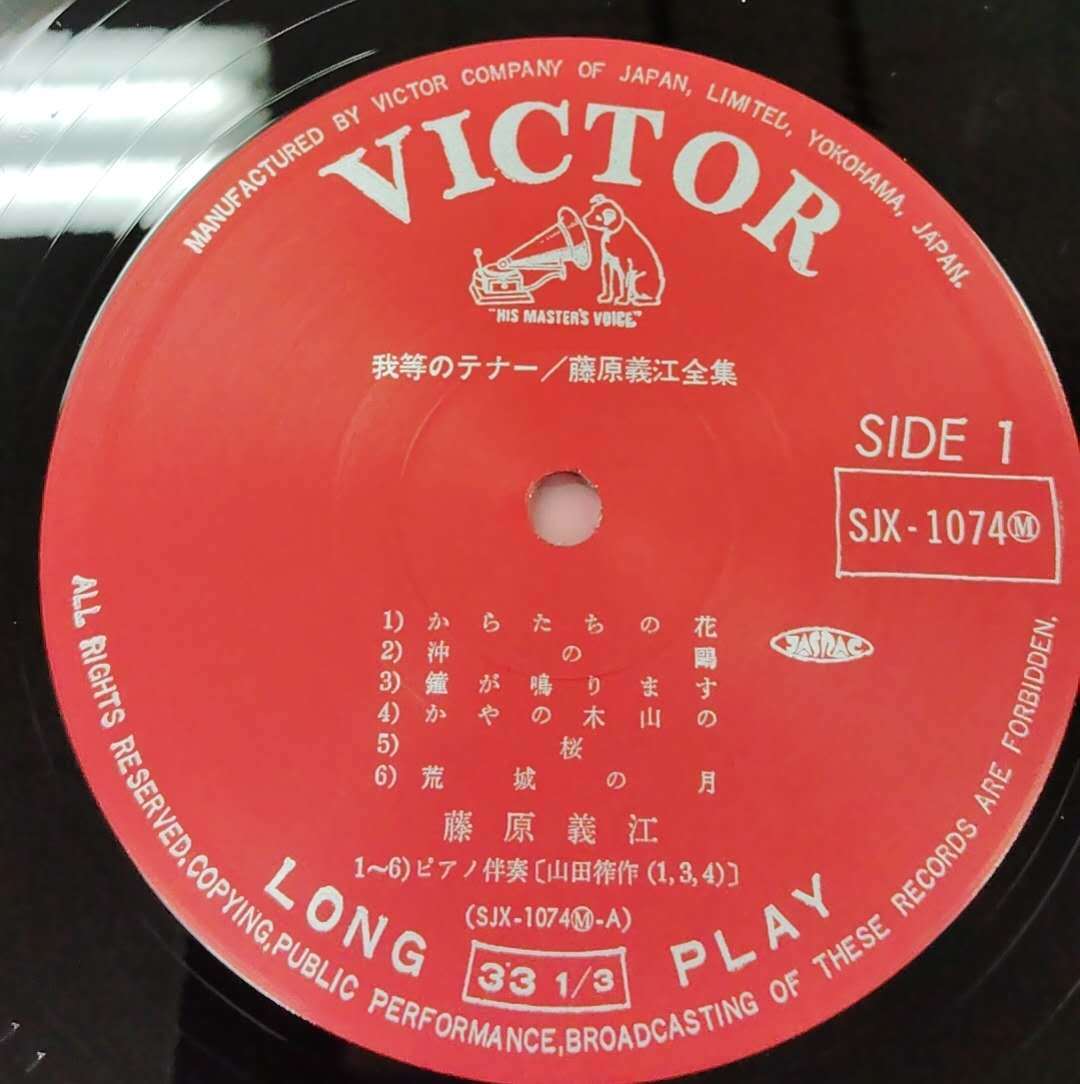 MANUFACTURED BY VICTOR COMPANY OF JAPAN, LIMITED, YOKOHAMA, JAPAN.
VICTOR
"HIS MASTER'S VOICE"
我等のテナー／藤原義江全集
SIDE 1
SJX-1074Ⓜ
1) からたちの花
2) 沖の鷗
3) 鐘が鳴ります
4) かやの木山の
5) 桜
6) 荒城の月
JASRAC
藤原義江
1〜6)ピアノ伴奏〔山田筰作(1,3,4)〕
(SJX-1074Ⓜ-A)
LONG PLAY
33 1/3
ALL RIGHTS RESERVED,COPYING,PUBLIC PERFORMANCE,BROADCASTING OF THESE RECORDS ARE FORBIDDEN,